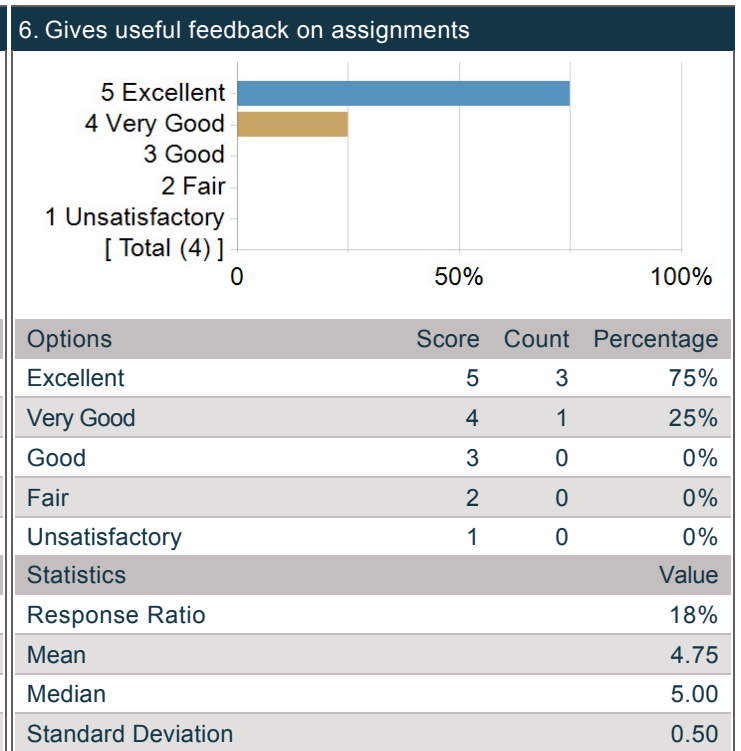 6. Gives useful feedback on assignments
5 Excellent
4 Very Good
3 Good
2 Fair
1 Unsatisfactory
[ Total (4) ]
0 50% 100%
Options Score Count Percentage
Excellent 5 3 75%
Very Good 4 1 25%
Good 3 0 0%
Fair 2 0 0%
Unsatisfactory 1 0 0%
Statistics Value
Response Ratio 18%
Mean 4.75
Median 5.00
Standard Deviation 0.50